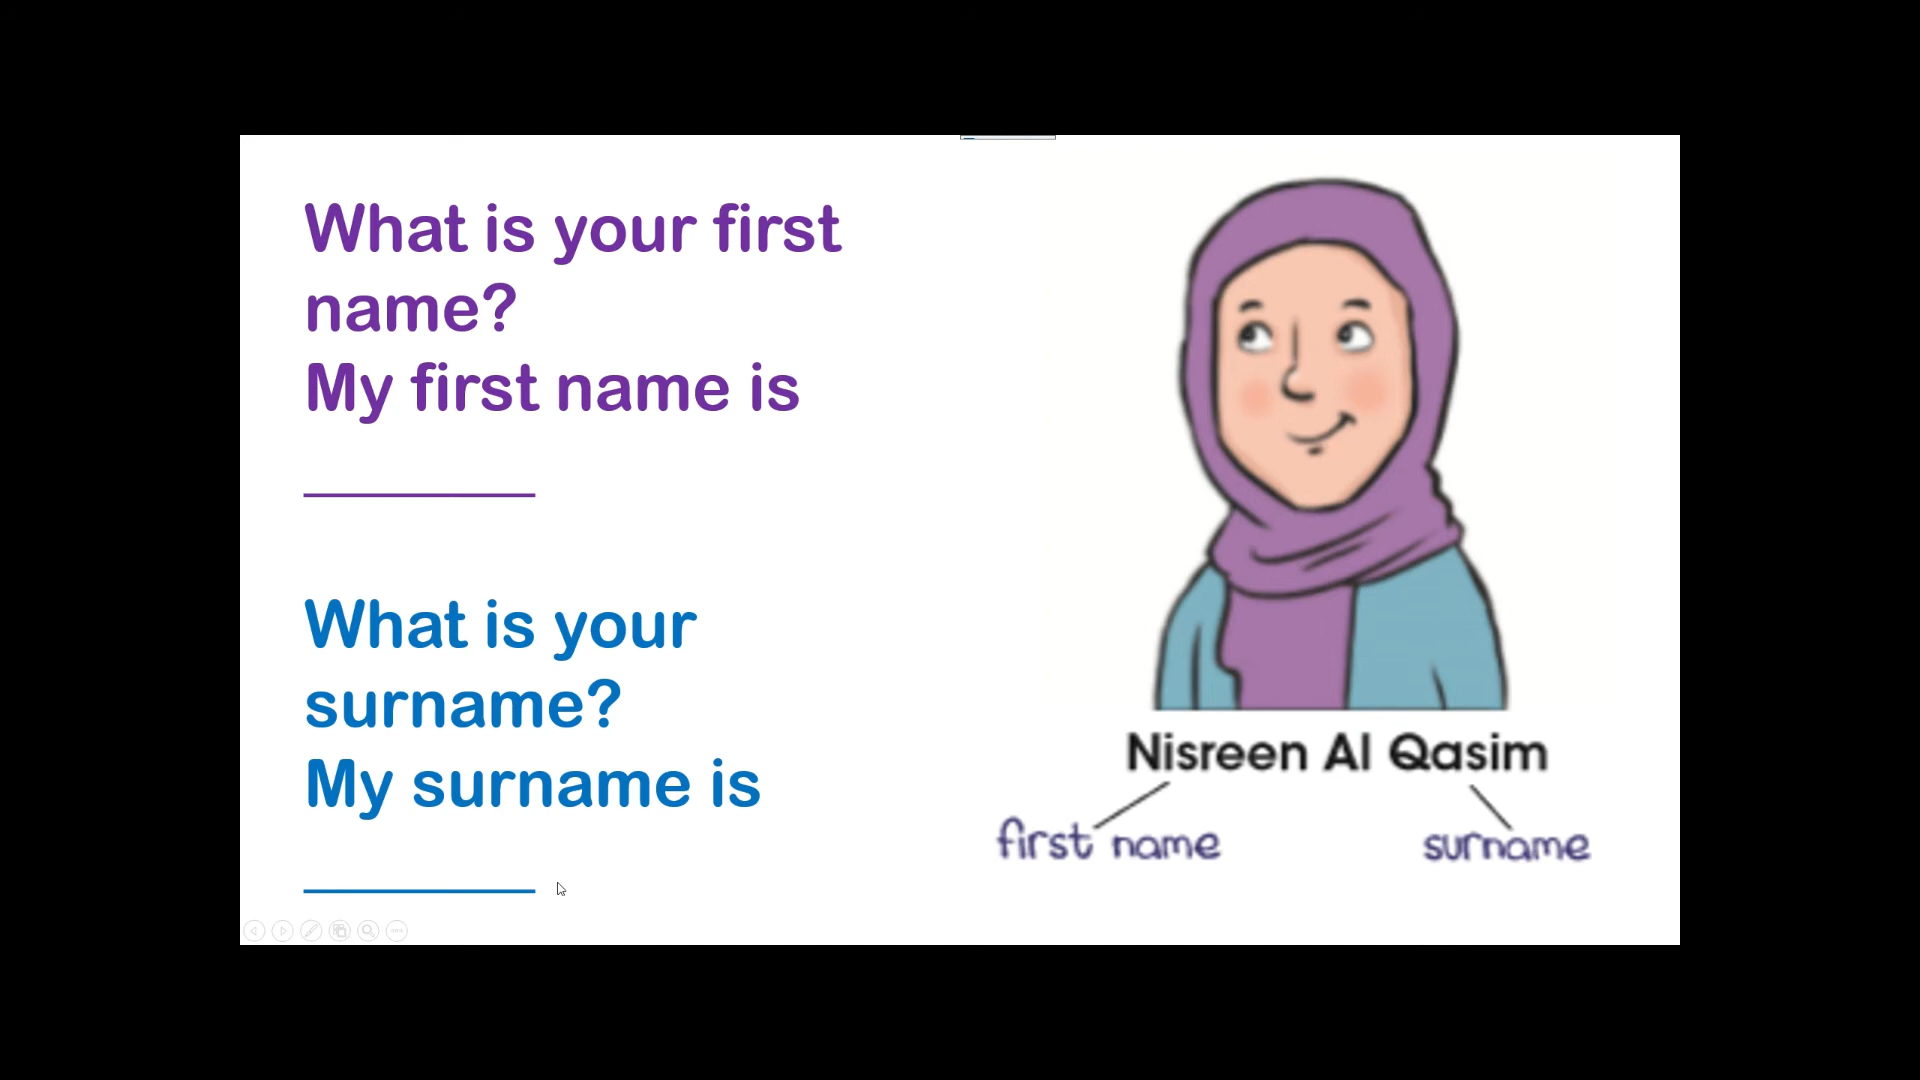 What is your first
name?
My first name is
What is your
surname?
My surname is
Nisreen Al Qasim
first name
surname